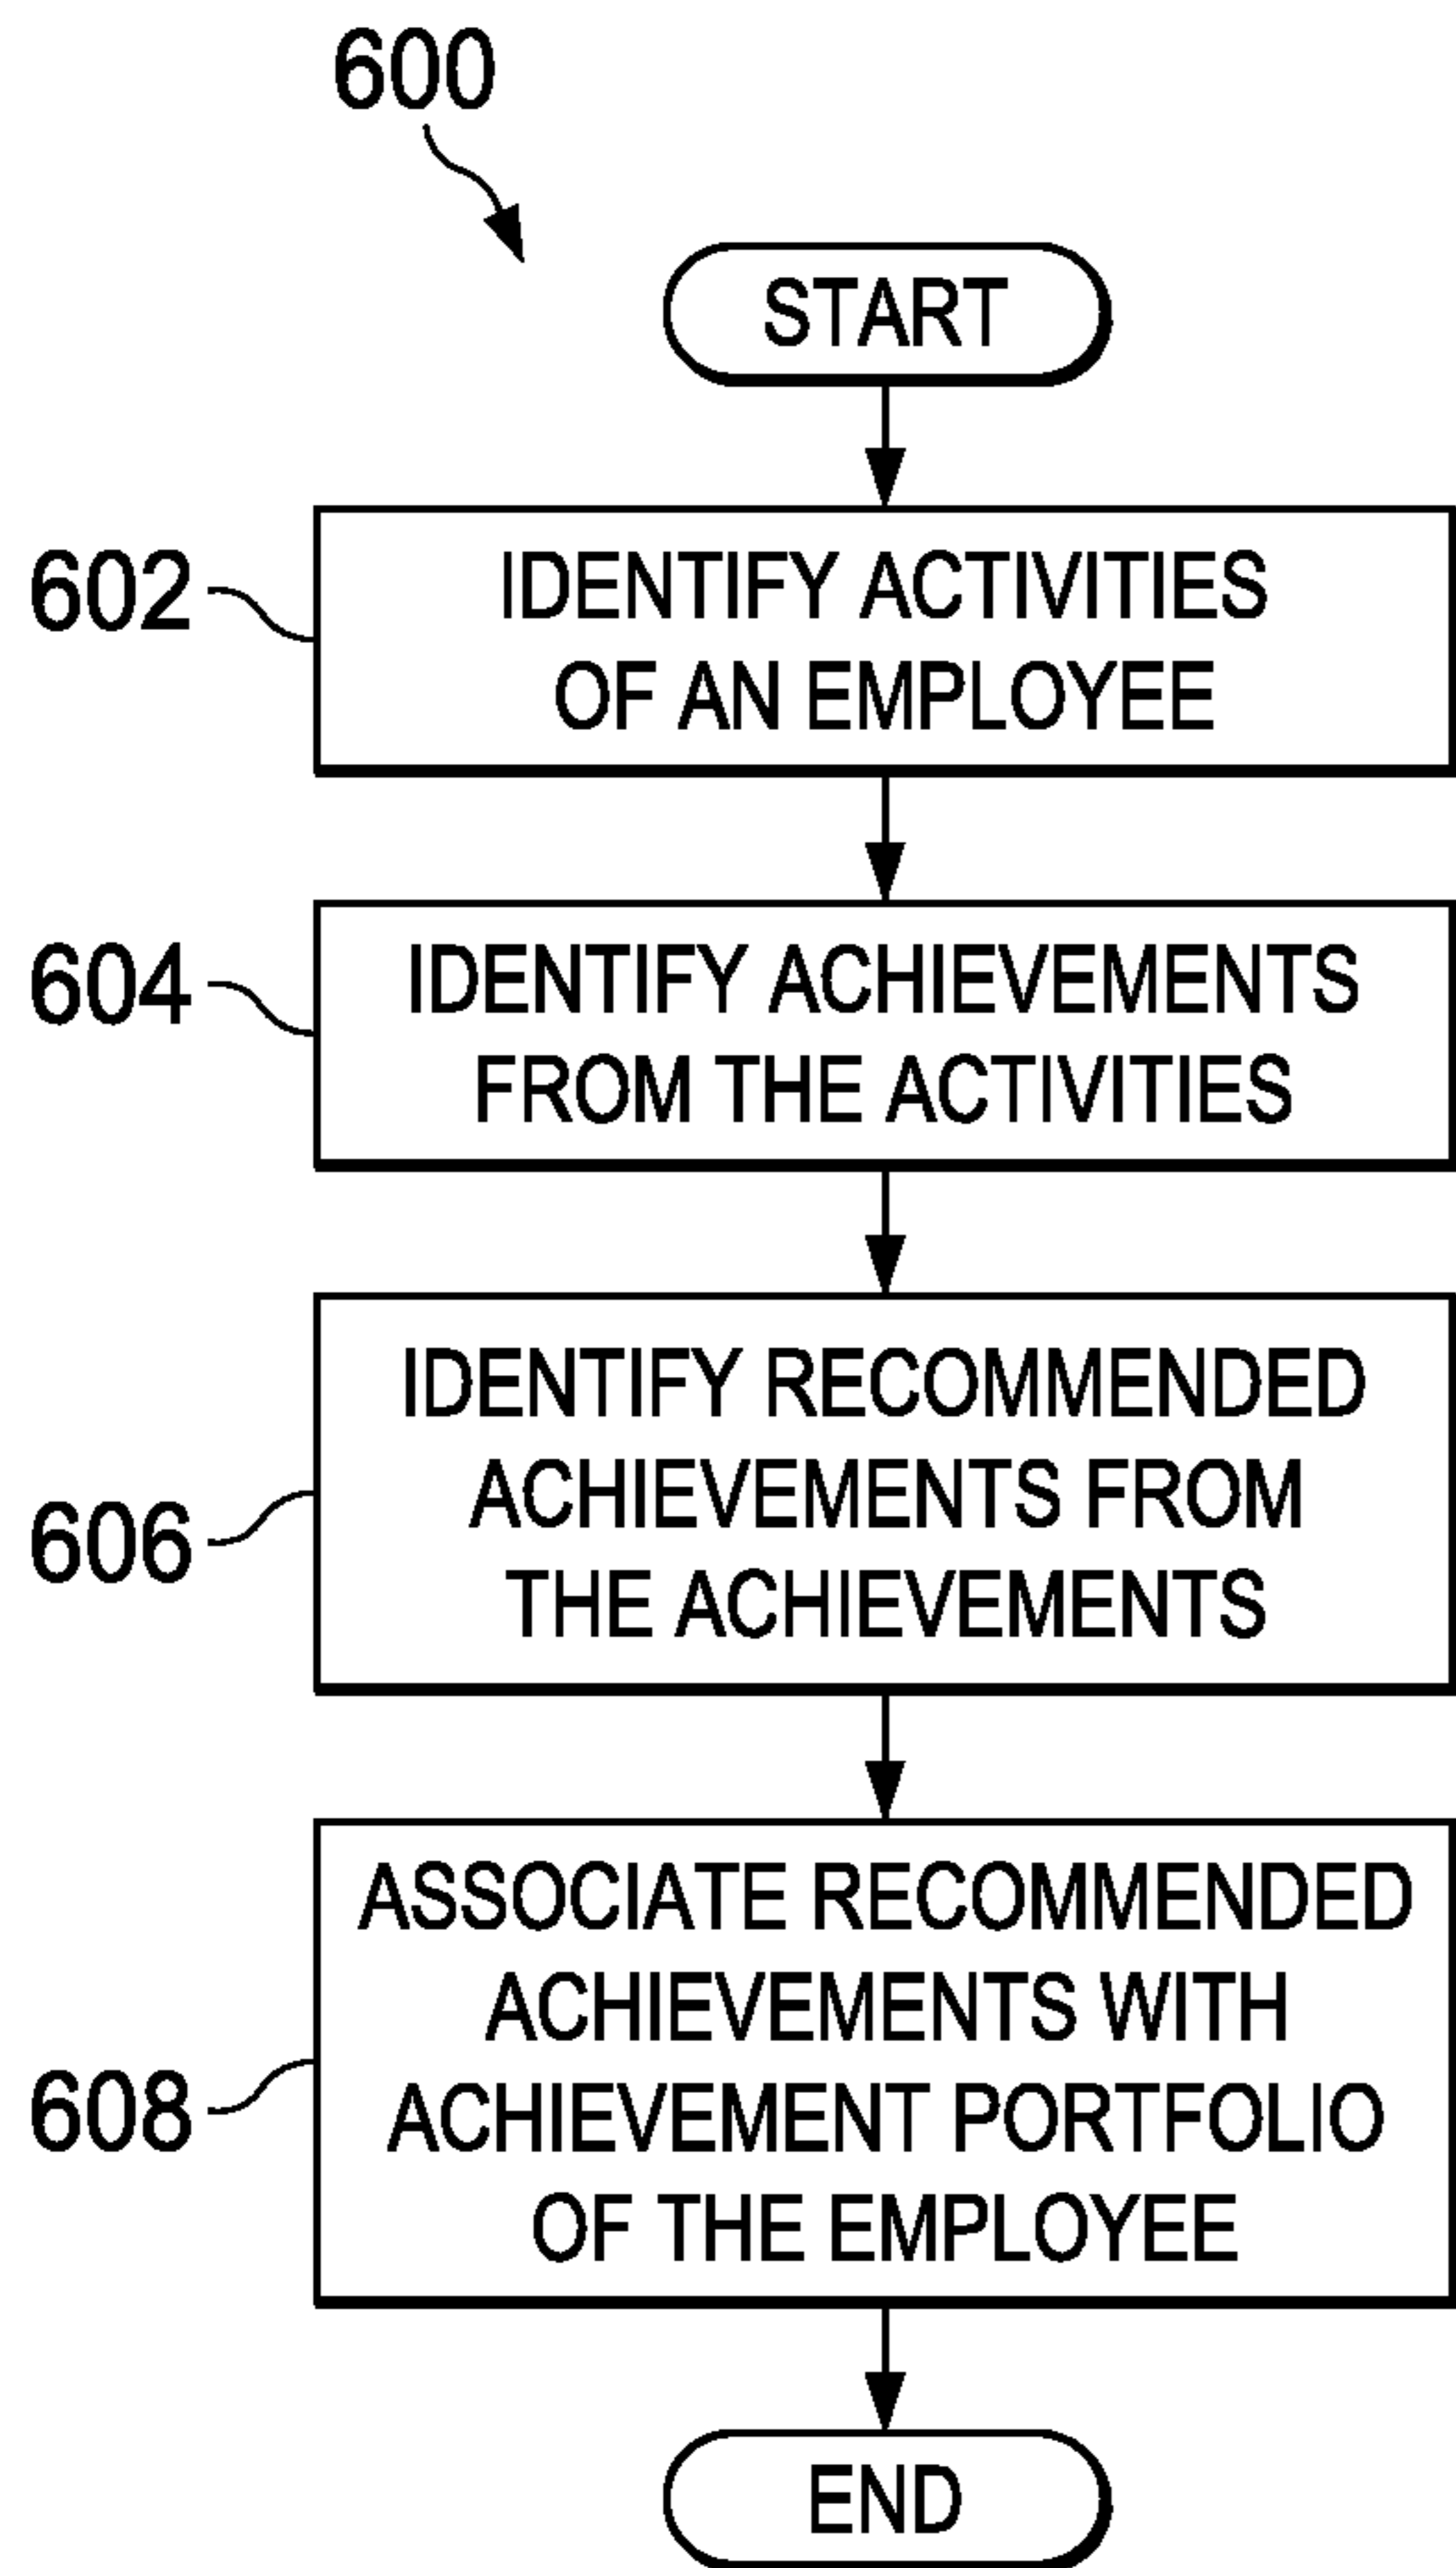 600
START
602
IDENTIFY ACTIVITIES
OF AN EMPLOYEE
604
IDENTIFY ACHIEVEMENTS
FROM THE ACTIVITIES
606
IDENTIFY RECOMMENDED
ACHIEVEMENTS FROM
THE ACHIEVEMENTS
608
ASSOCIATE RECOMMENDED
ACHIEVEMENTS WITH
ACHIEVEMENT PORTFOLIO
OF THE EMPLOYEE
END